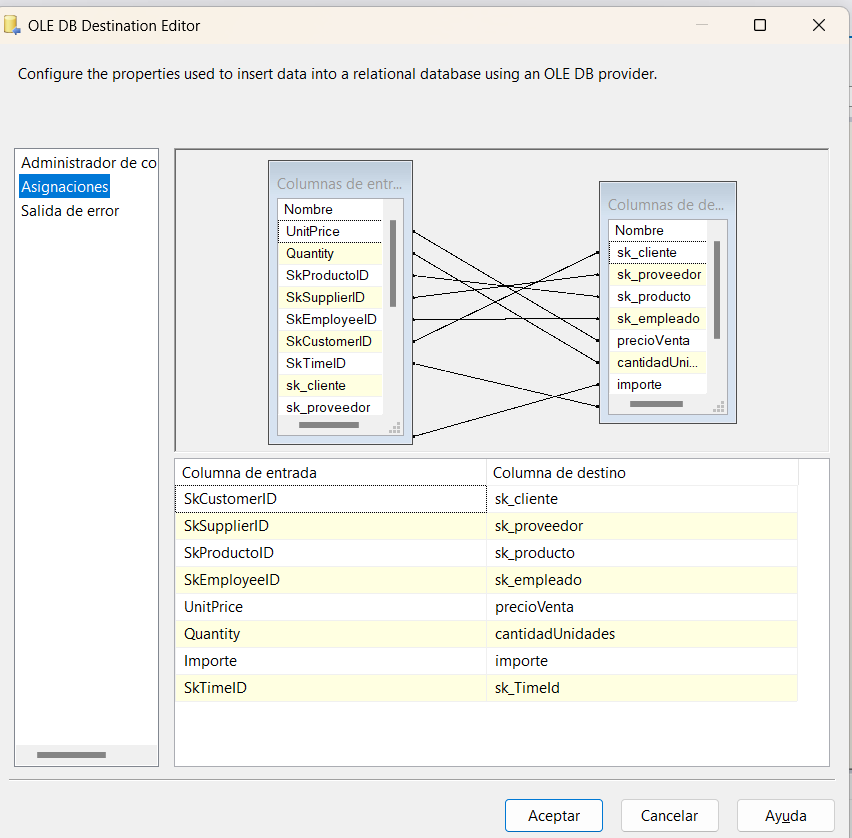 OLE DB Destination Editor
Configure the properties used to insert data into a relational database using an OLE DB provider.
Administrador de co
Asignaciones
Salida de error
Columnas de entr...
Nombre
UnitPrice
Quantity
SkProductoID
SkSupplierID
SkEmployeeID
SkCustomerID
SkTimeID
sk_cliente
sk_proveedor
Columnas de de...
Nombre
sk_cliente
sk_proveedor
sk_producto
sk_empleado
precioVenta
cantidadUni...
importe
Columna de entrada Columna de destino
SkCustomerID sk_cliente
SkSupplierID sk_proveedor
SkProductoID sk_producto
SkEmployeeID sk_empleado
UnitPrice precioVenta
Quantity cantidadUnidades
Importe importe
SkTimeID sk_TimeId
Aceptar Cancelar Ayuda